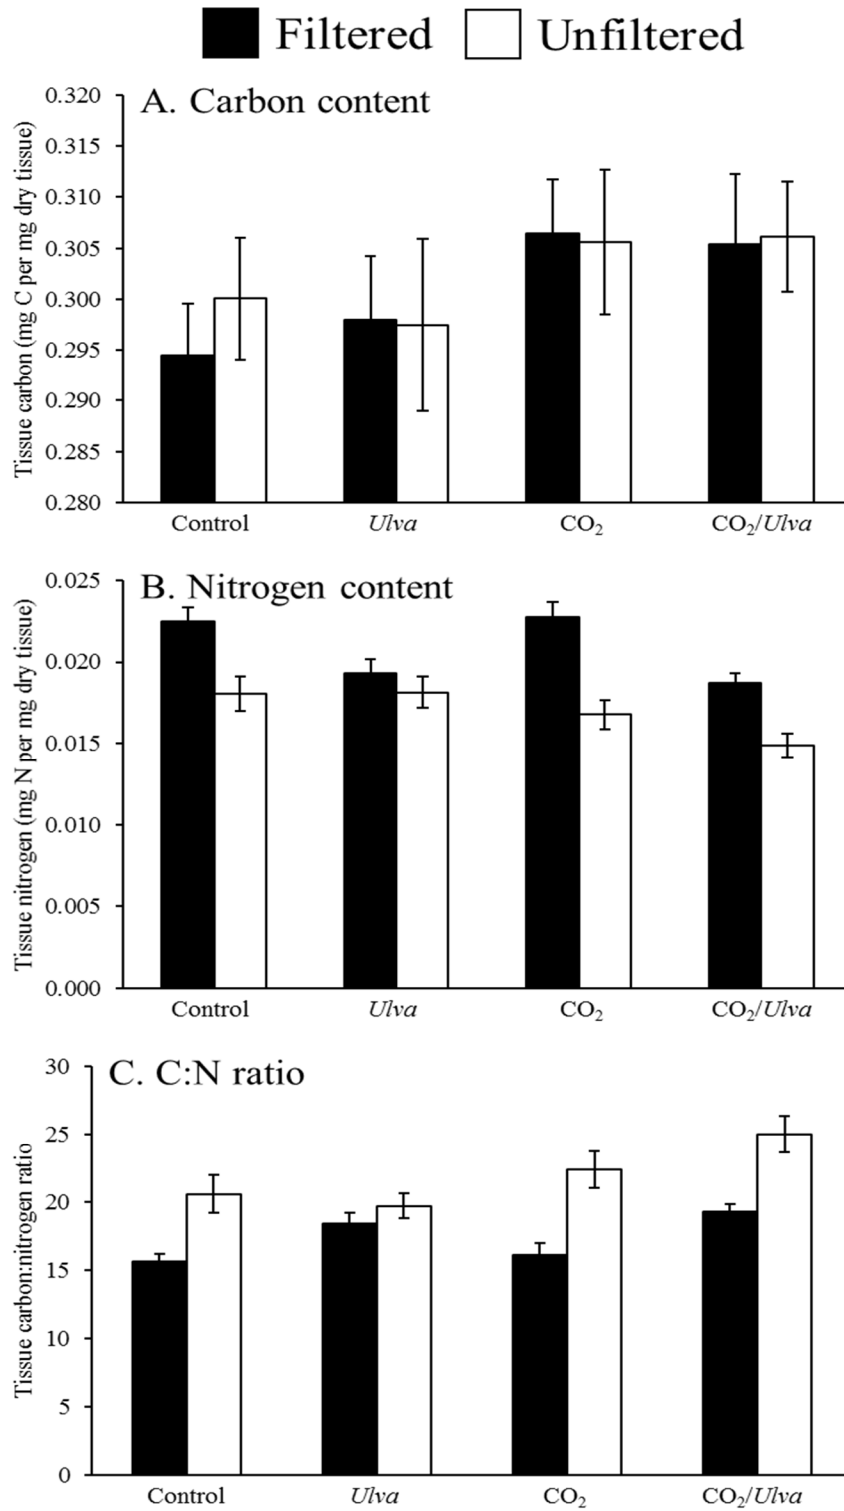 Filtered Unfiltered
A. Carbon content
Tissue carbon (mg C per mg dry tissue)
0.320
0.315
0.310
0.305
0.300
0.295
0.290
0.285
0.280
Control Ulva CO₂ CO₂/Ulva
B. Nitrogen content
Tissue nitrogen (mg N per mg dry tissue)
0.025
0.020
0.015
0.010
0.005
0.000
Control Ulva CO₂ CO₂/Ulva
C. C:N ratio
Tissue carbon:nitrogen ratio
30
25
20
15
10
5
0
Control Ulva CO₂ CO₂/Ulva